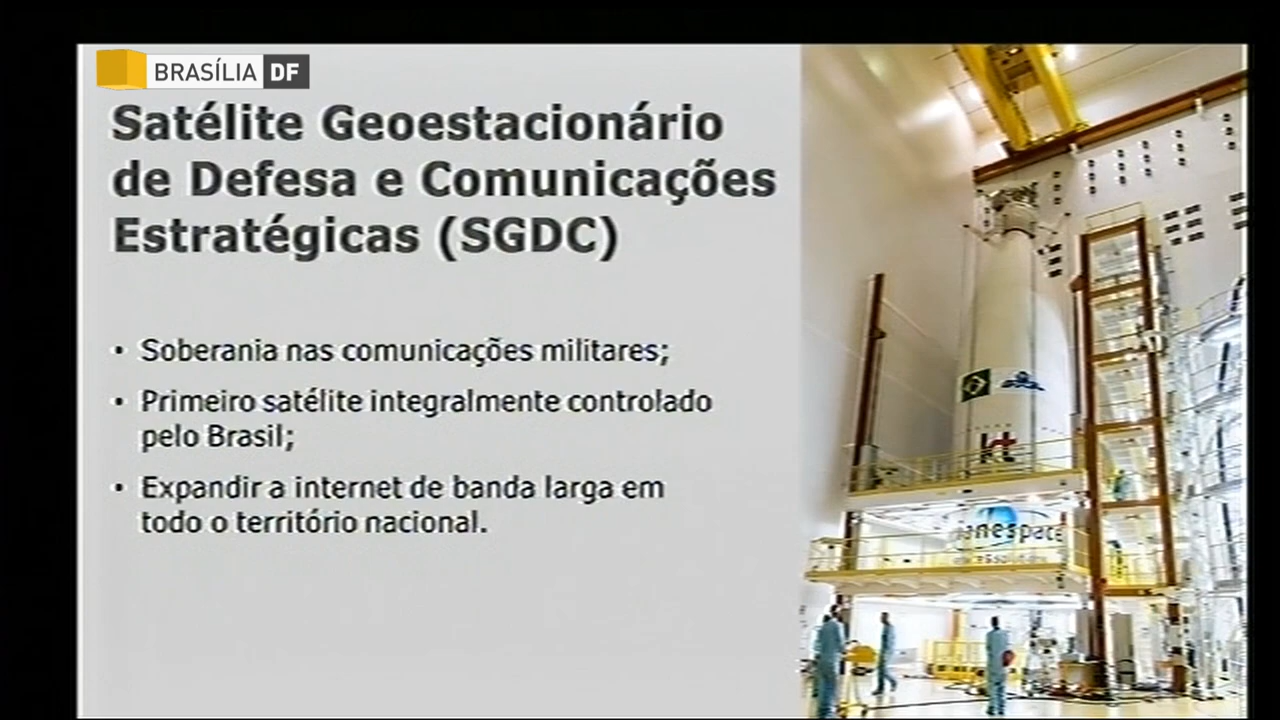 BRASÍLIA DF
Satélite Geoestacionário
de Defesa e Comunicações
Estratégicas (SGDC)
• Soberania nas comunicações militares;
• Primeiro satélite integralmente controlado
pelo Brasil;
• Expandir a internet de banda larga em
todo o território nacional.
kt